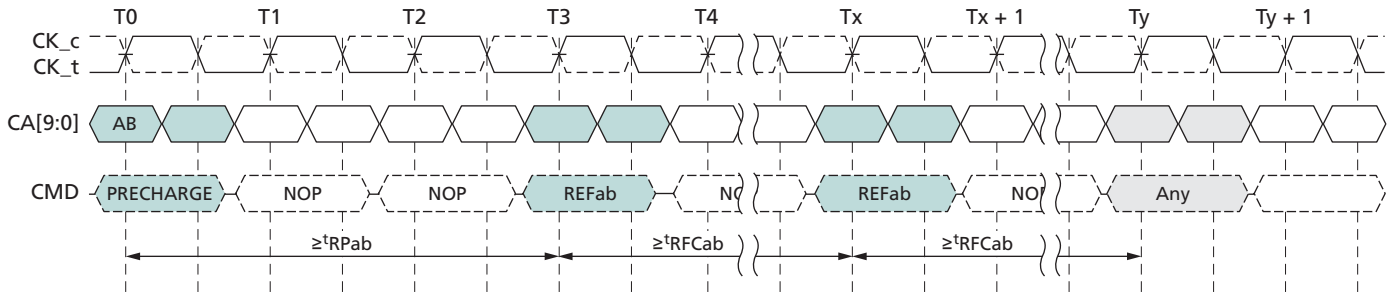 T0 T1 T2 T3 T4 Tx Tx + 1 Ty Ty + 1
CK_c
CK_t
CA[9:0] AB
CMD PRECHARGE NOP NOP REFab REFab Any
≥tRPab ≥tRFCab ≥tRFCab